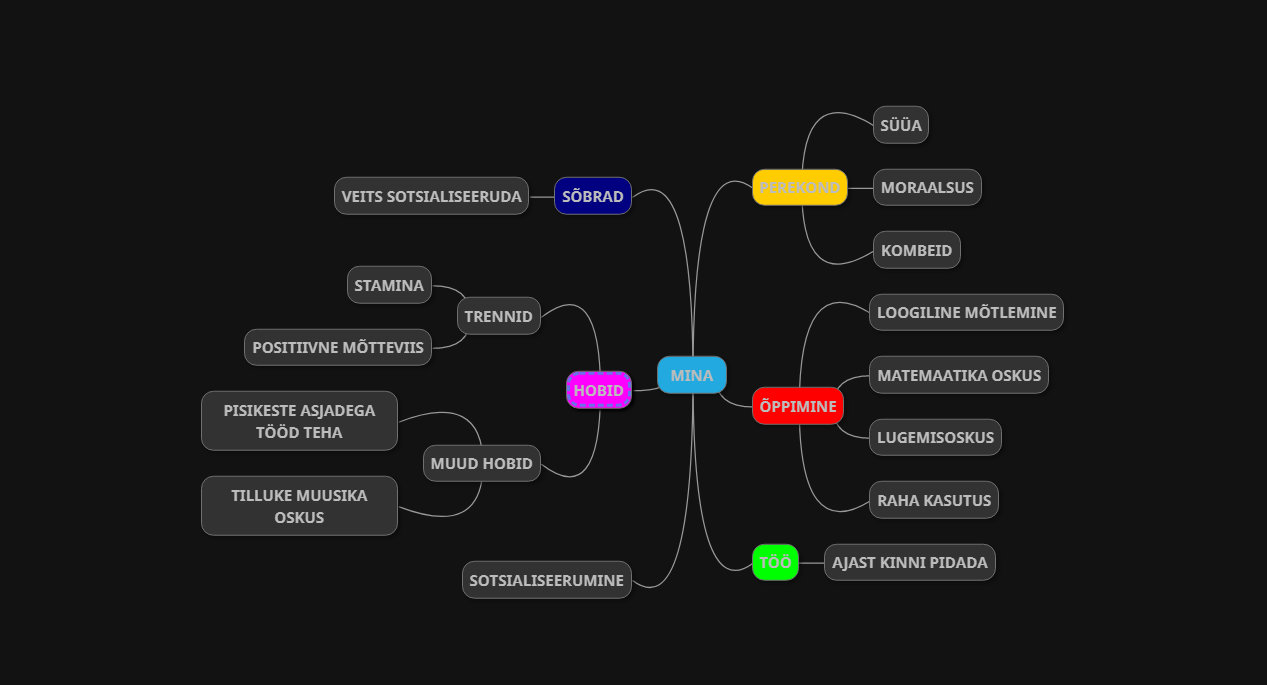 MINA
PEREKOND
SÜÜA
MORAALSUS
KOMBEID
ÕPPIMINE
LOOGILINE MÕTLEMINE
MATEMAATIKA OSKUS
LUGEMISOSKUS
RAHA KASUTUS
TÖÖ
AJAST KINNI PIDADA
SÕBRAD
VEITS SOTSIALISEERUDA
HOBID
TRENNID
STAMINA
POSITIIVNE MÕTTEVIIS
MUUD HOBID
PISIKESTE ASJADEGA
TÖÖD TEHA
TILLUKE MUUSIKA
OSKUS
SOTSIALISEERUMINE